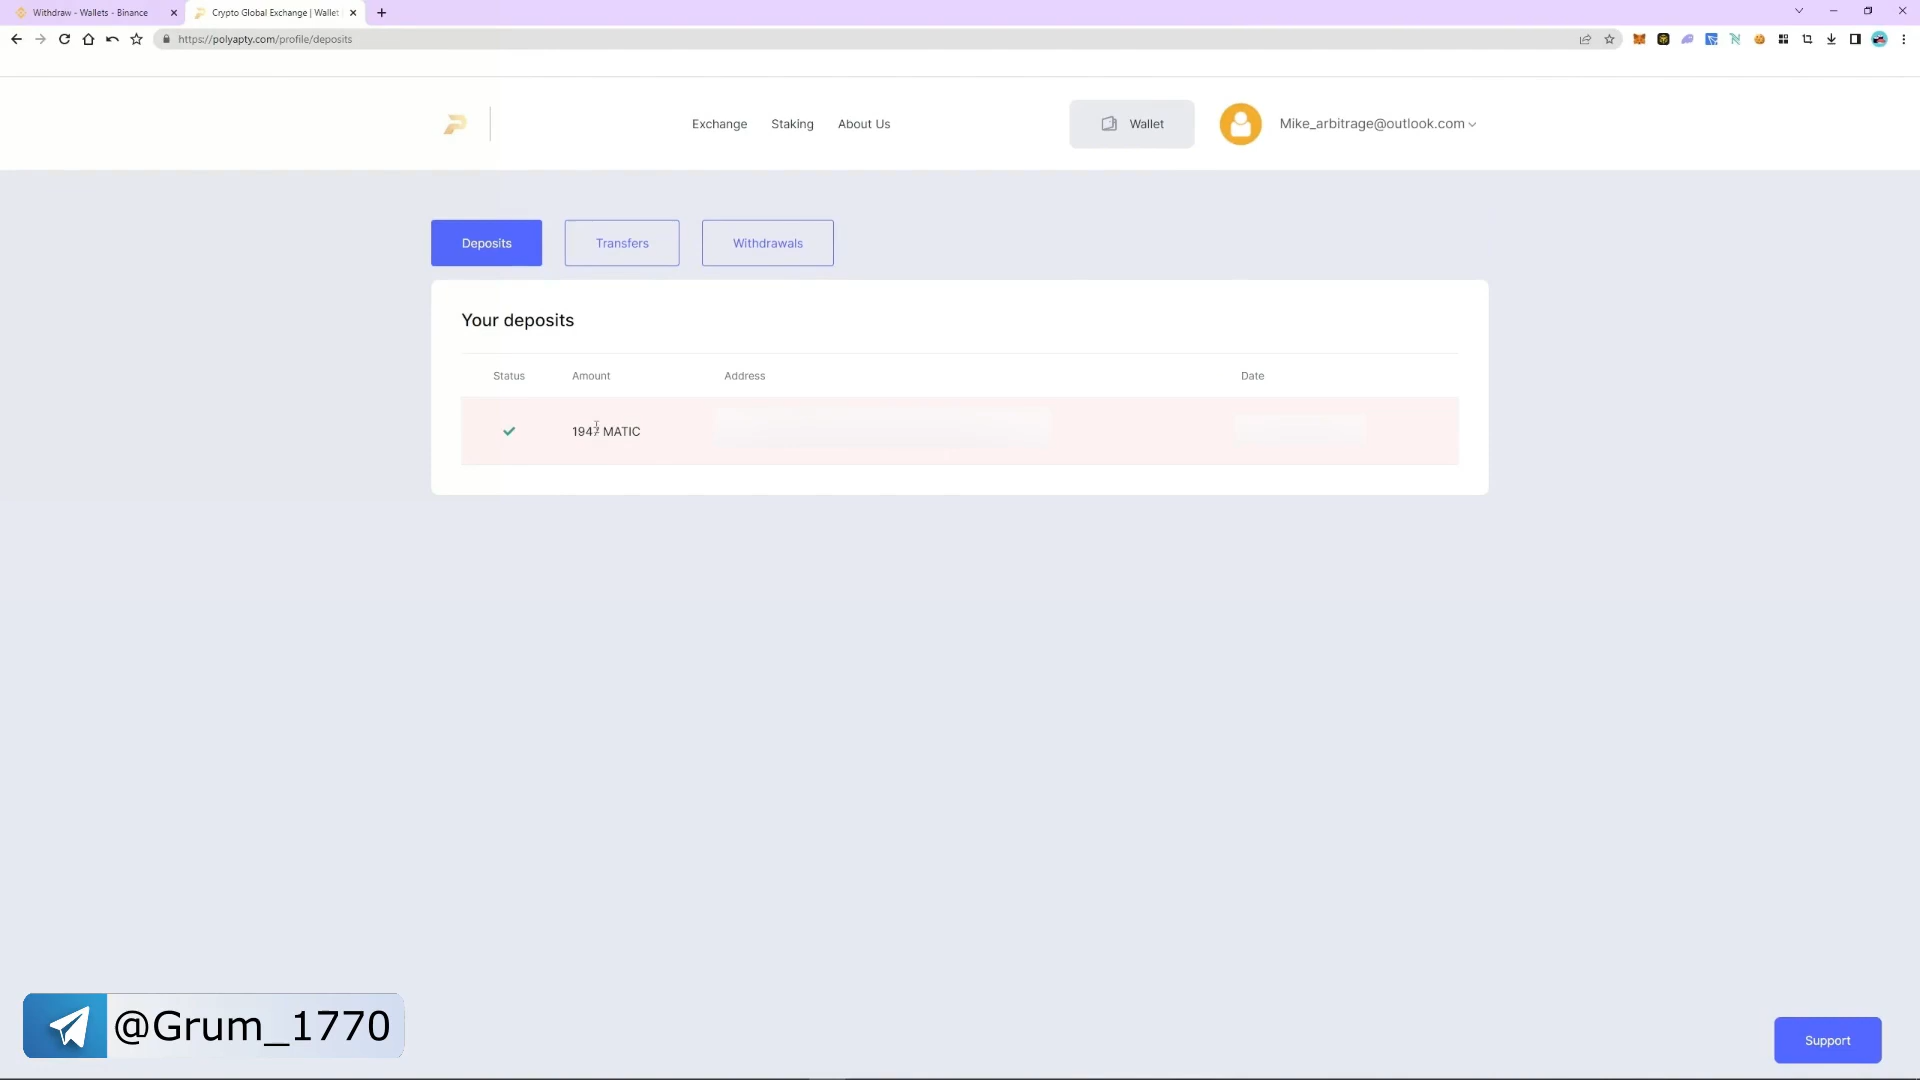 Withdraw - Wallets - Binance
Crypto Global Exchange | Wallet
https://polyapty.com/profile/deposits
Exchange
Staking
About Us
Wallet
Mike_arbitrage@outlook.com
Deposits
Transfers
Withdrawals
Your deposits
Status
Amount
Address
Date
1947 MATIC
@Grum_1770
Support